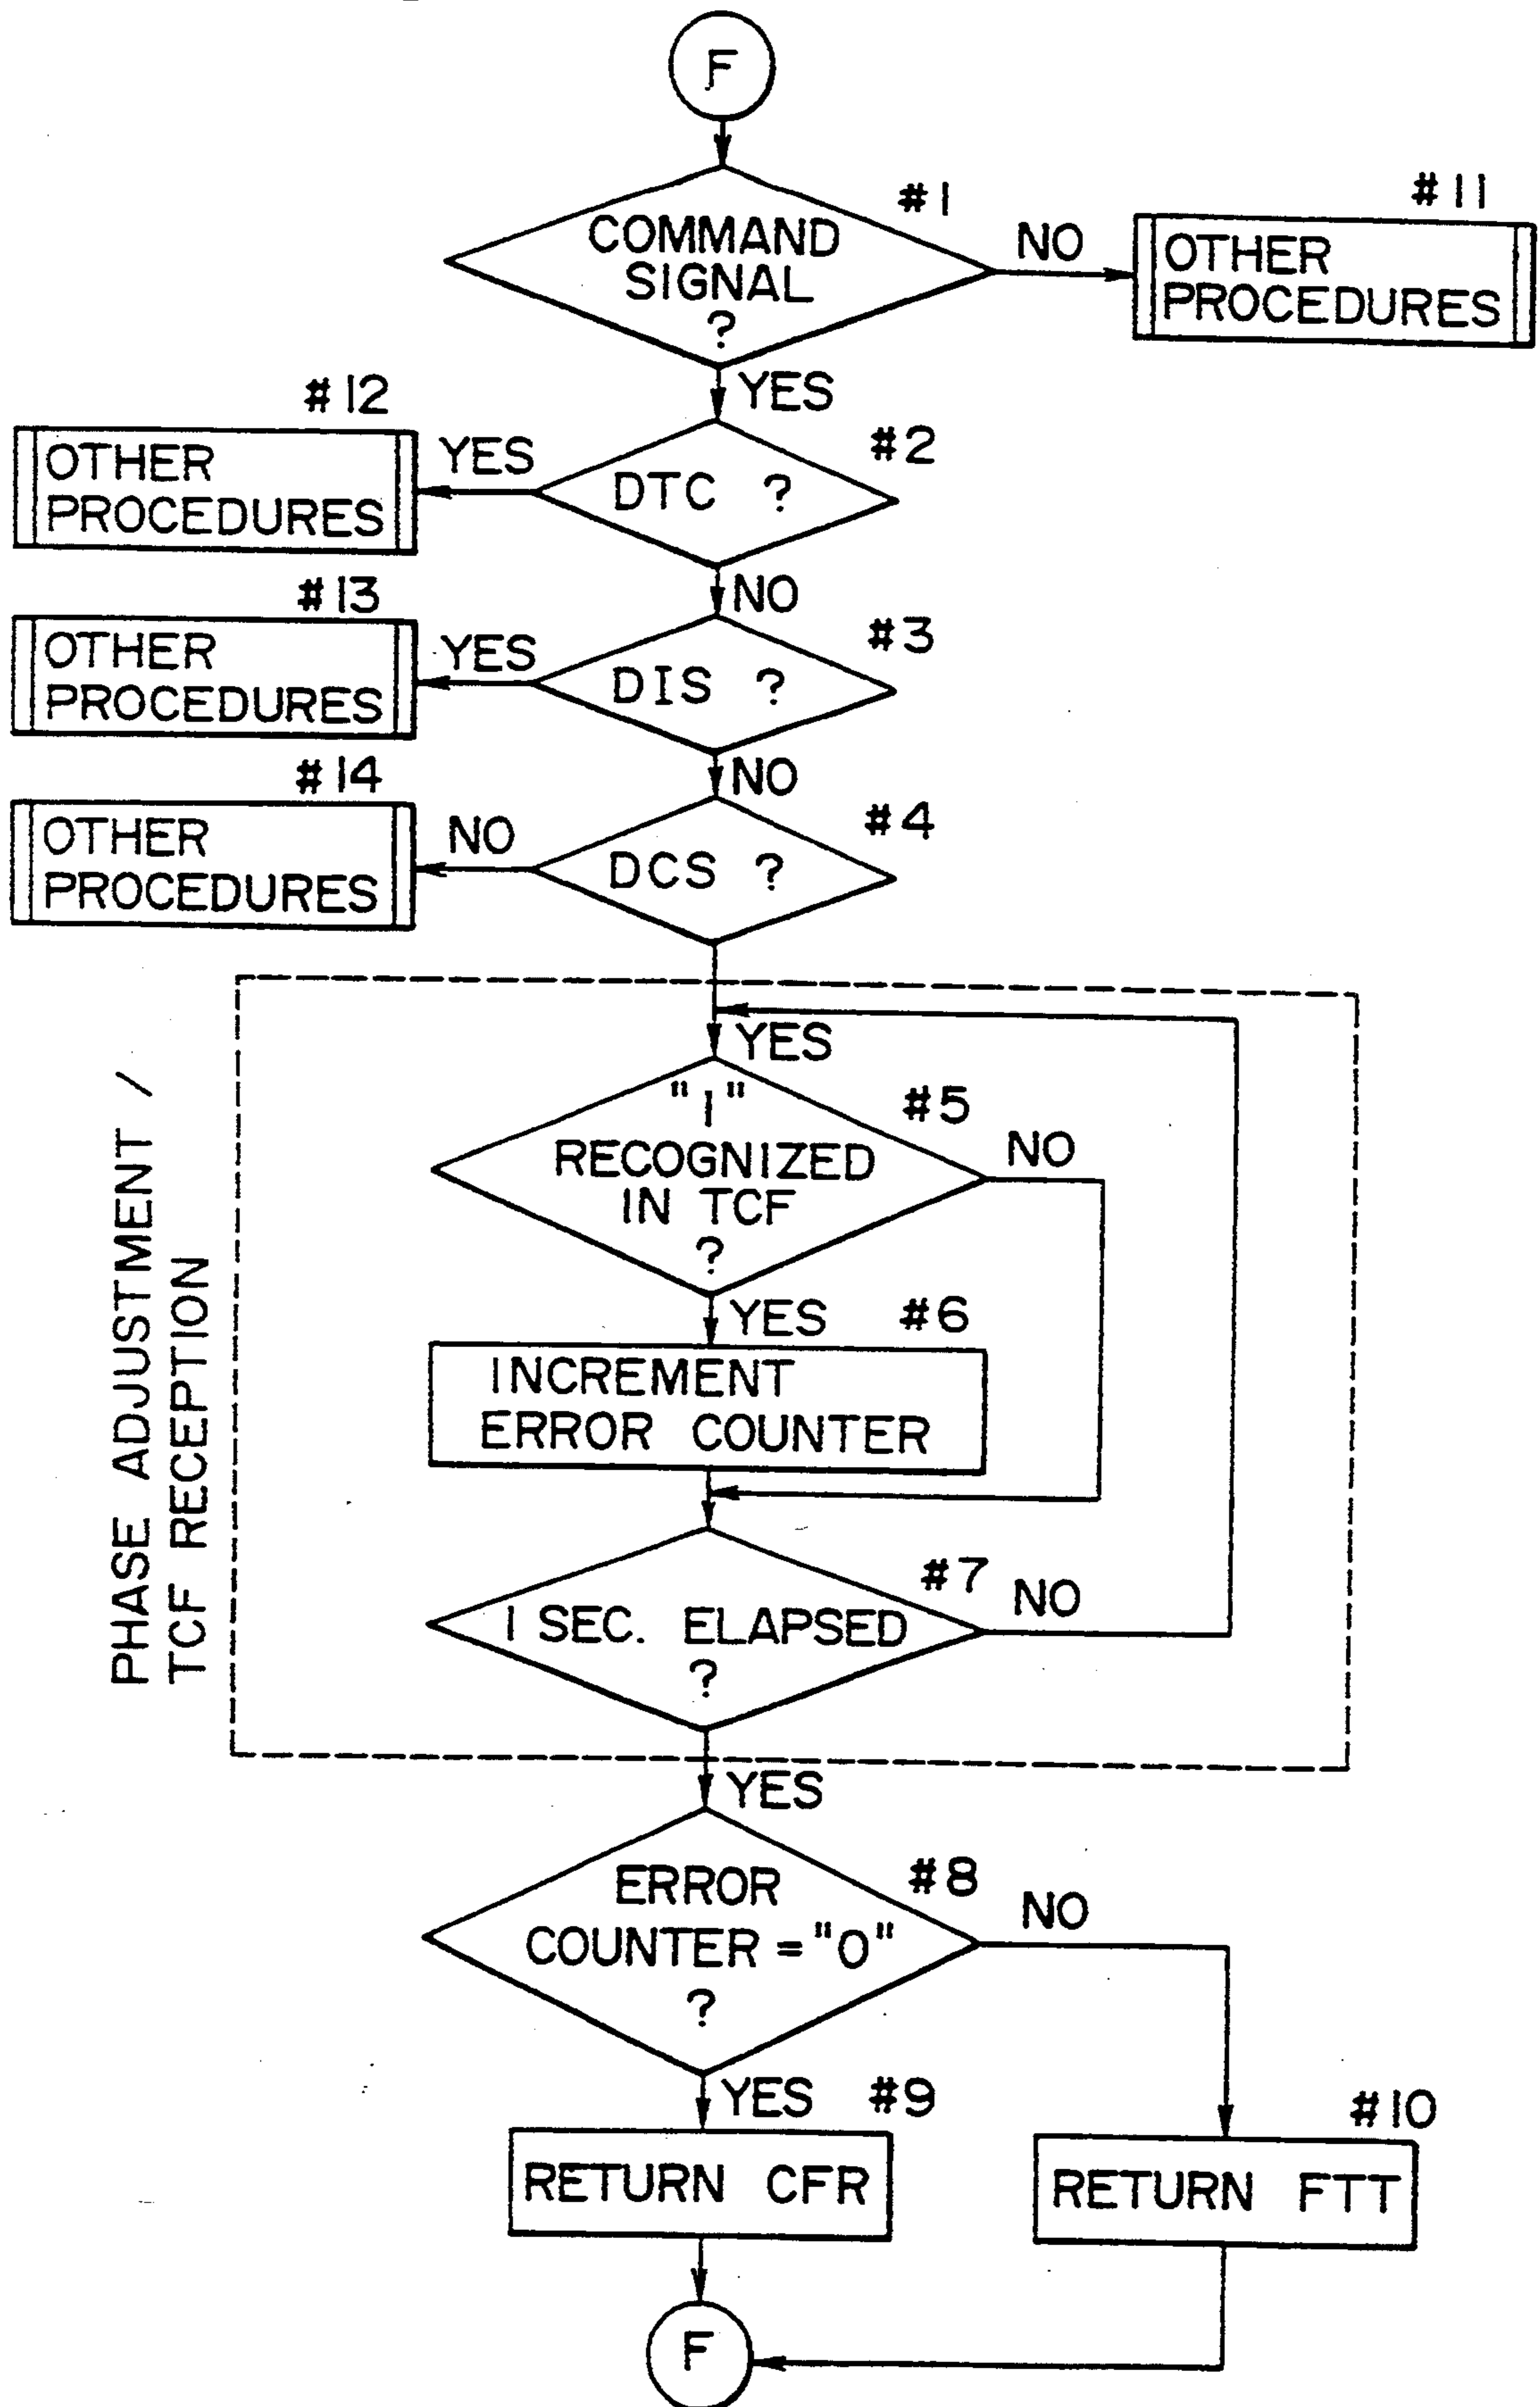 F
#1
COMMAND
SIGNAL
?
NO
#11
OTHER
PROCEDURES
YES
#12
OTHER
PROCEDURES
YES
#2
DTC ?
NO
#13
OTHER
PROCEDURES
YES
#3
DIS ?
NO
#14
OTHER
PROCEDURES
NO
#4
DCS ?
YES
PHASE ADJUSTMENT /
TCF RECEPTION
"1"
RECOGNIZED
IN TCF
?
#5
NO
YES
#6
INCREMENT
ERROR COUNTER
#7
1 SEC. ELAPSED
?
NO
YES
#8
ERROR
COUNTER = "0"
?
NO
YES
#9
RETURN CFR
#10
RETURN FTT
F